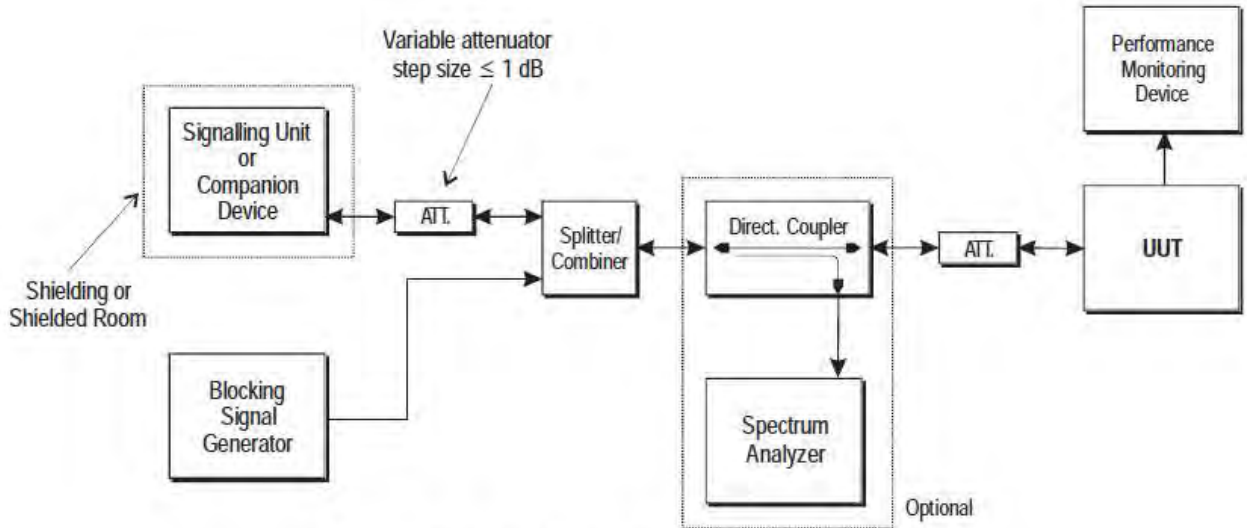 Variable attenuator
step size ≤ 1 dB
Performance
Monitoring
Device
Signalling Unit
or
Companion
Device
ATT.
Splitter/
Combiner
Direct. Coupler
ATT.
UUT
Shielding or
Shielded Room
Blocking
Signal
Generator
Spectrum
Analyzer
Optional